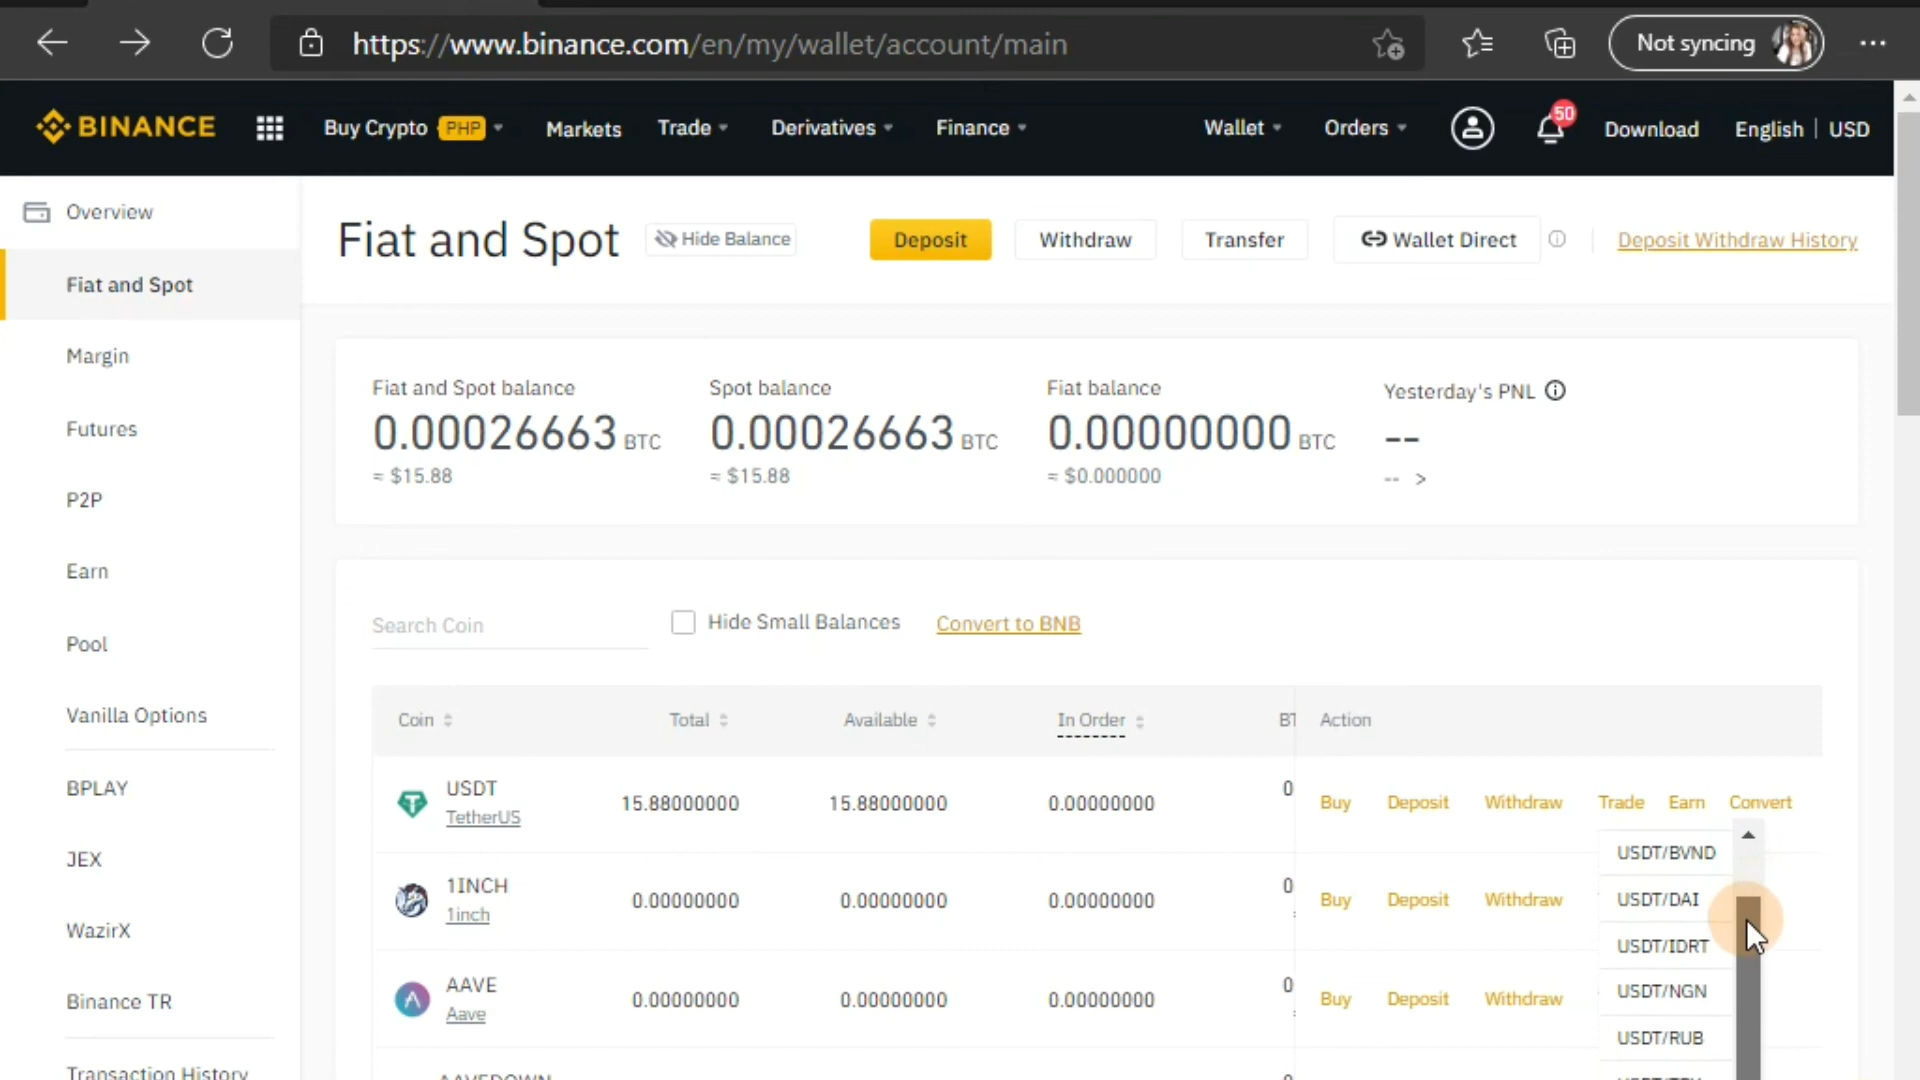 https://www.binance.com/en/my/wallet/account/main
Not syncing
BINANCE
Buy Crypto PHP
Markets
Trade
Derivatives
Finance
Wallet
Orders
50
Download
English | USD
Overview
Fiat and Spot
Margin
Futures
P2P
Earn
Pool
Vanilla Options
BPLAY
JEX
WazirX
Binance TR
Transaction History
Fiat and Spot
Hide Balance
Deposit
Withdraw
Transfer
Wallet Direct
Deposit Withdraw History
Fiat and Spot balance
0.00026663 BTC
≈ $15.88
Spot balance
0.00026663 BTC
≈ $15.88
Fiat balance
0.00000000 BTC
≈ $0.000000
Yesterday's PNL
--
-- >
Search Coin
Hide Small Balances
Convert to BNB
Coin Total Available In Order BT Action
USDT
TetherUS
15.88000000 15.88000000 0.00000000 0 Buy Deposit Withdraw Trade Earn Convert
1INCH
1inch
0.00000000 0.00000000 0.00000000 0 Buy Deposit Withdraw
AAVE
Aave
0.00000000 0.00000000 0.00000000 0 Buy Deposit Withdraw
AAVEDOWN
USDT/BVND
USDT/DAI
USDT/IDRT
USDT/NGN
USDT/RUB